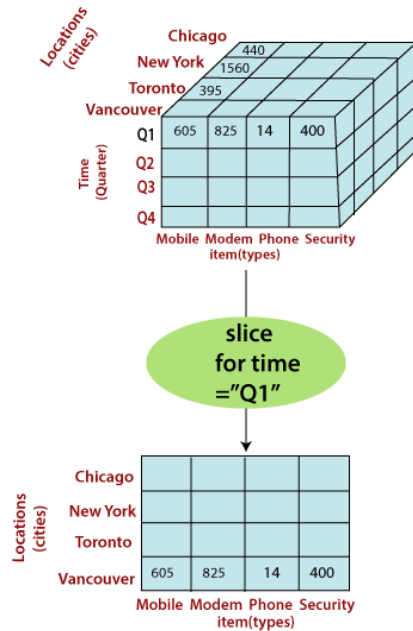 Locations
(cities)
Chicago
440
New York
1560
Toronto
395
Vancouver
Q1 605 825 14 400
Time
(Quarter)
Q2
Q3
Q4
Mobile Modem Phone Security
item(types)
slice
for time
="Q1"
Locations
(cities)
Chicago
New York
Toronto
Vancouver 605 825 14 400
Mobile Modem Phone Security
item(types)